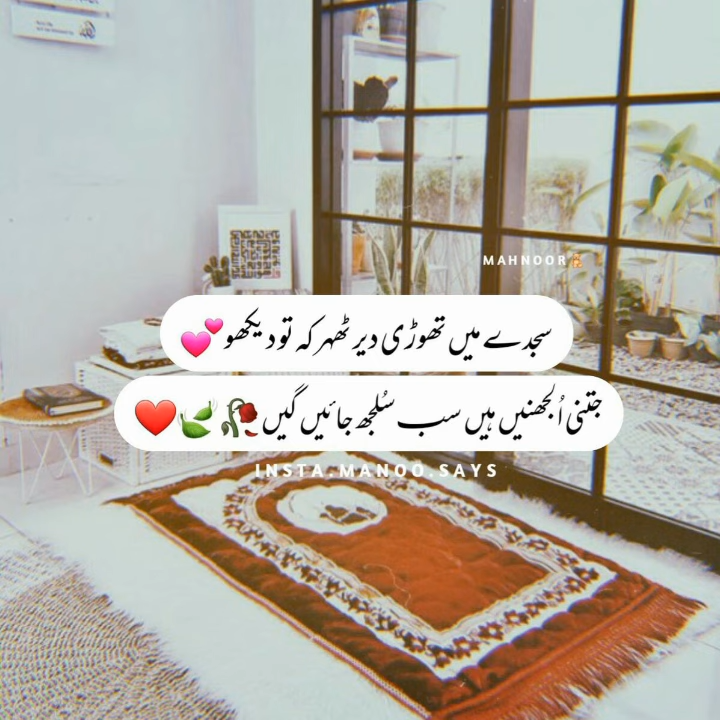 MAHNOOR
سجدے میں تھوڑی دیر ٹھہر کہ تو دیکھو💕
جتنی اُلجھنیں ہیں سب سُلجھ جائیں گیں🥀🍃❤️
INSTA.MANOO.SAYS